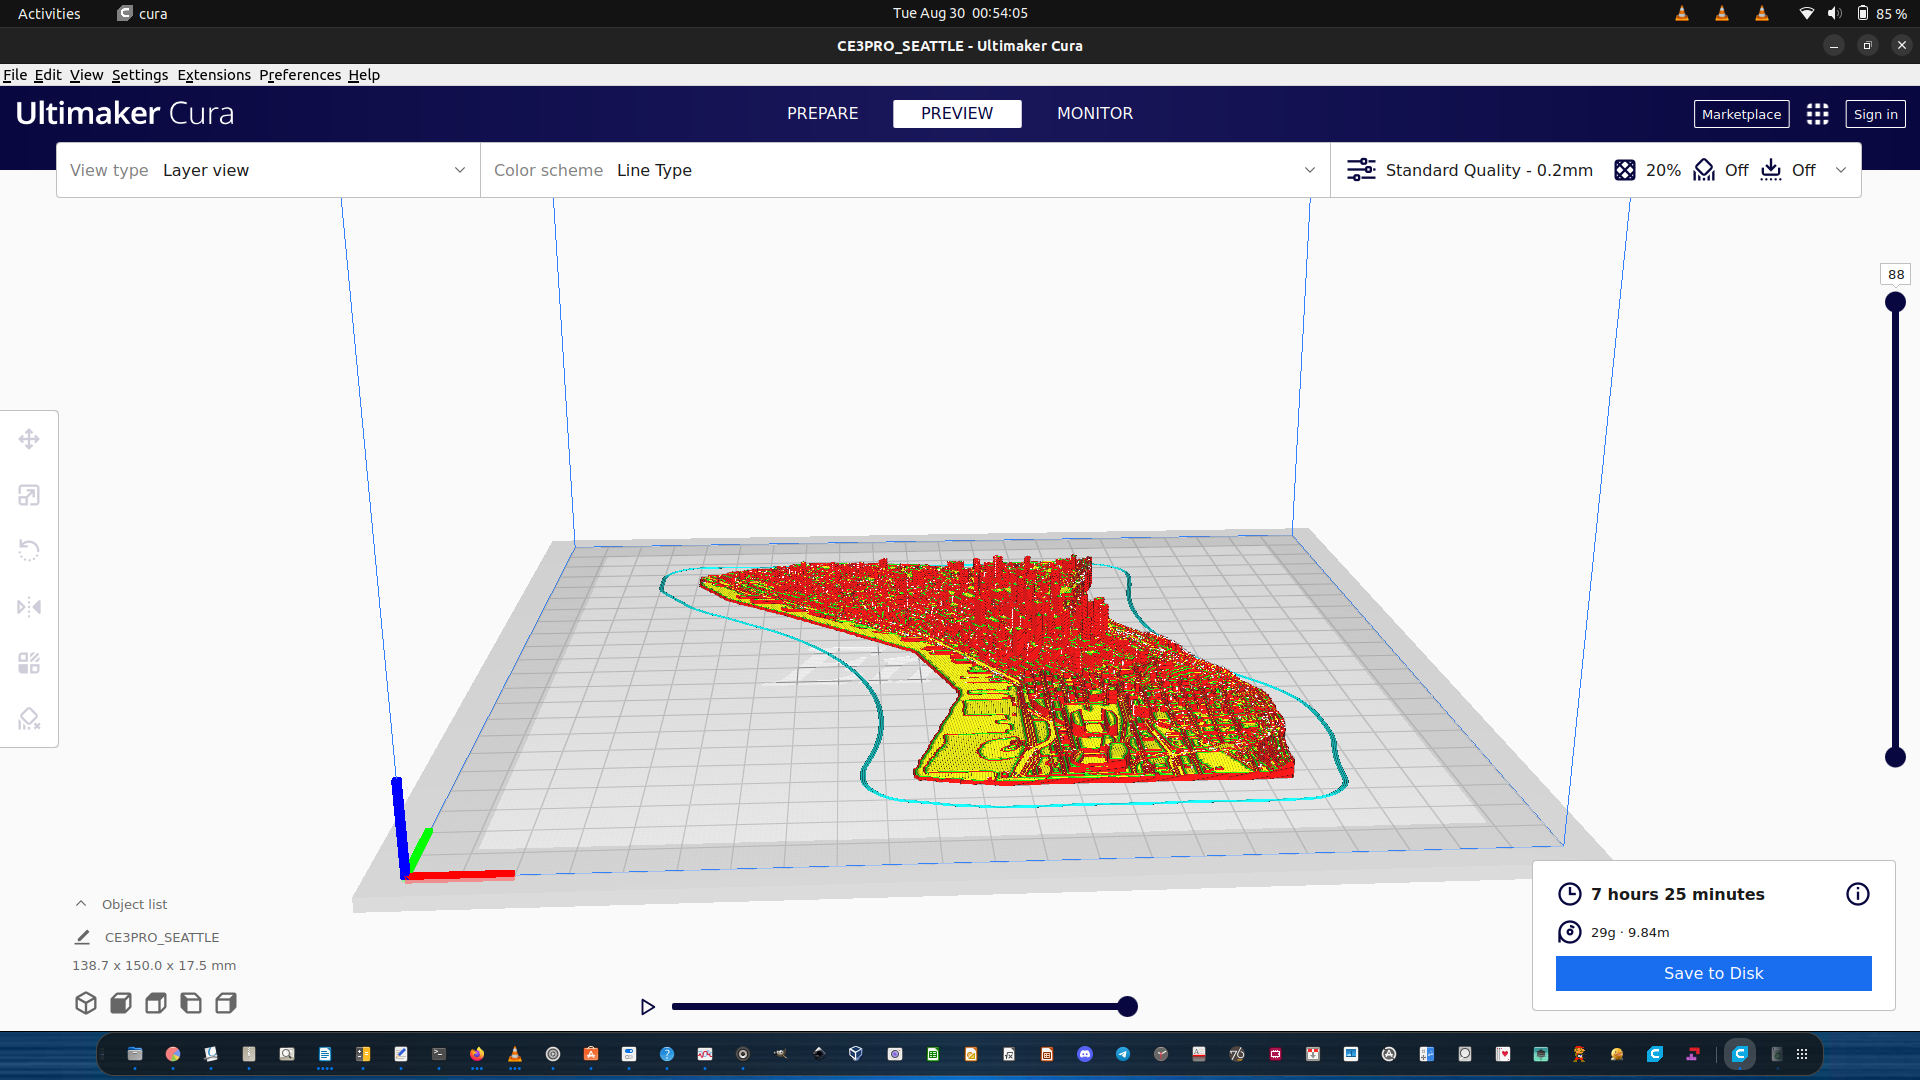 Activities cura Tue Aug 30 00:54:05 85 %
CE3PRO_SEATTLE - Ultimaker Cura
File Edit View Settings Extensions Preferences Help
Ultimaker Cura PREPARE PREVIEW MONITOR Marketplace Sign in
View type Layer view Color scheme Line Type Standard Quality - 0.2mm 20% Off Off
88
7 hours 25 minutes
Object list
29g · 9.84m
CE3PRO_SEATTLE
138.7 x 150.0 x 17.5 mm
Save to Disk